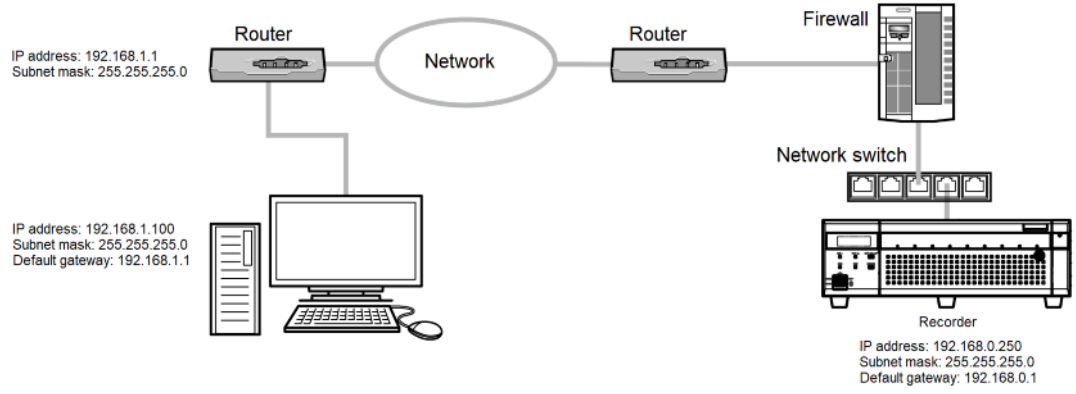 Firewall
Router
Router
IP address: 192.168.1.1
Subnet mask: 255.255.255.0
Network
Network switch
IP address: 192.168.1.100
Subnet mask: 255.255.255.0
Default gateway: 192.168.1.1
Recorder
IP address: 192.168.0.250
Subnet mask: 255.255.255.0
Default gateway: 192.168.0.1